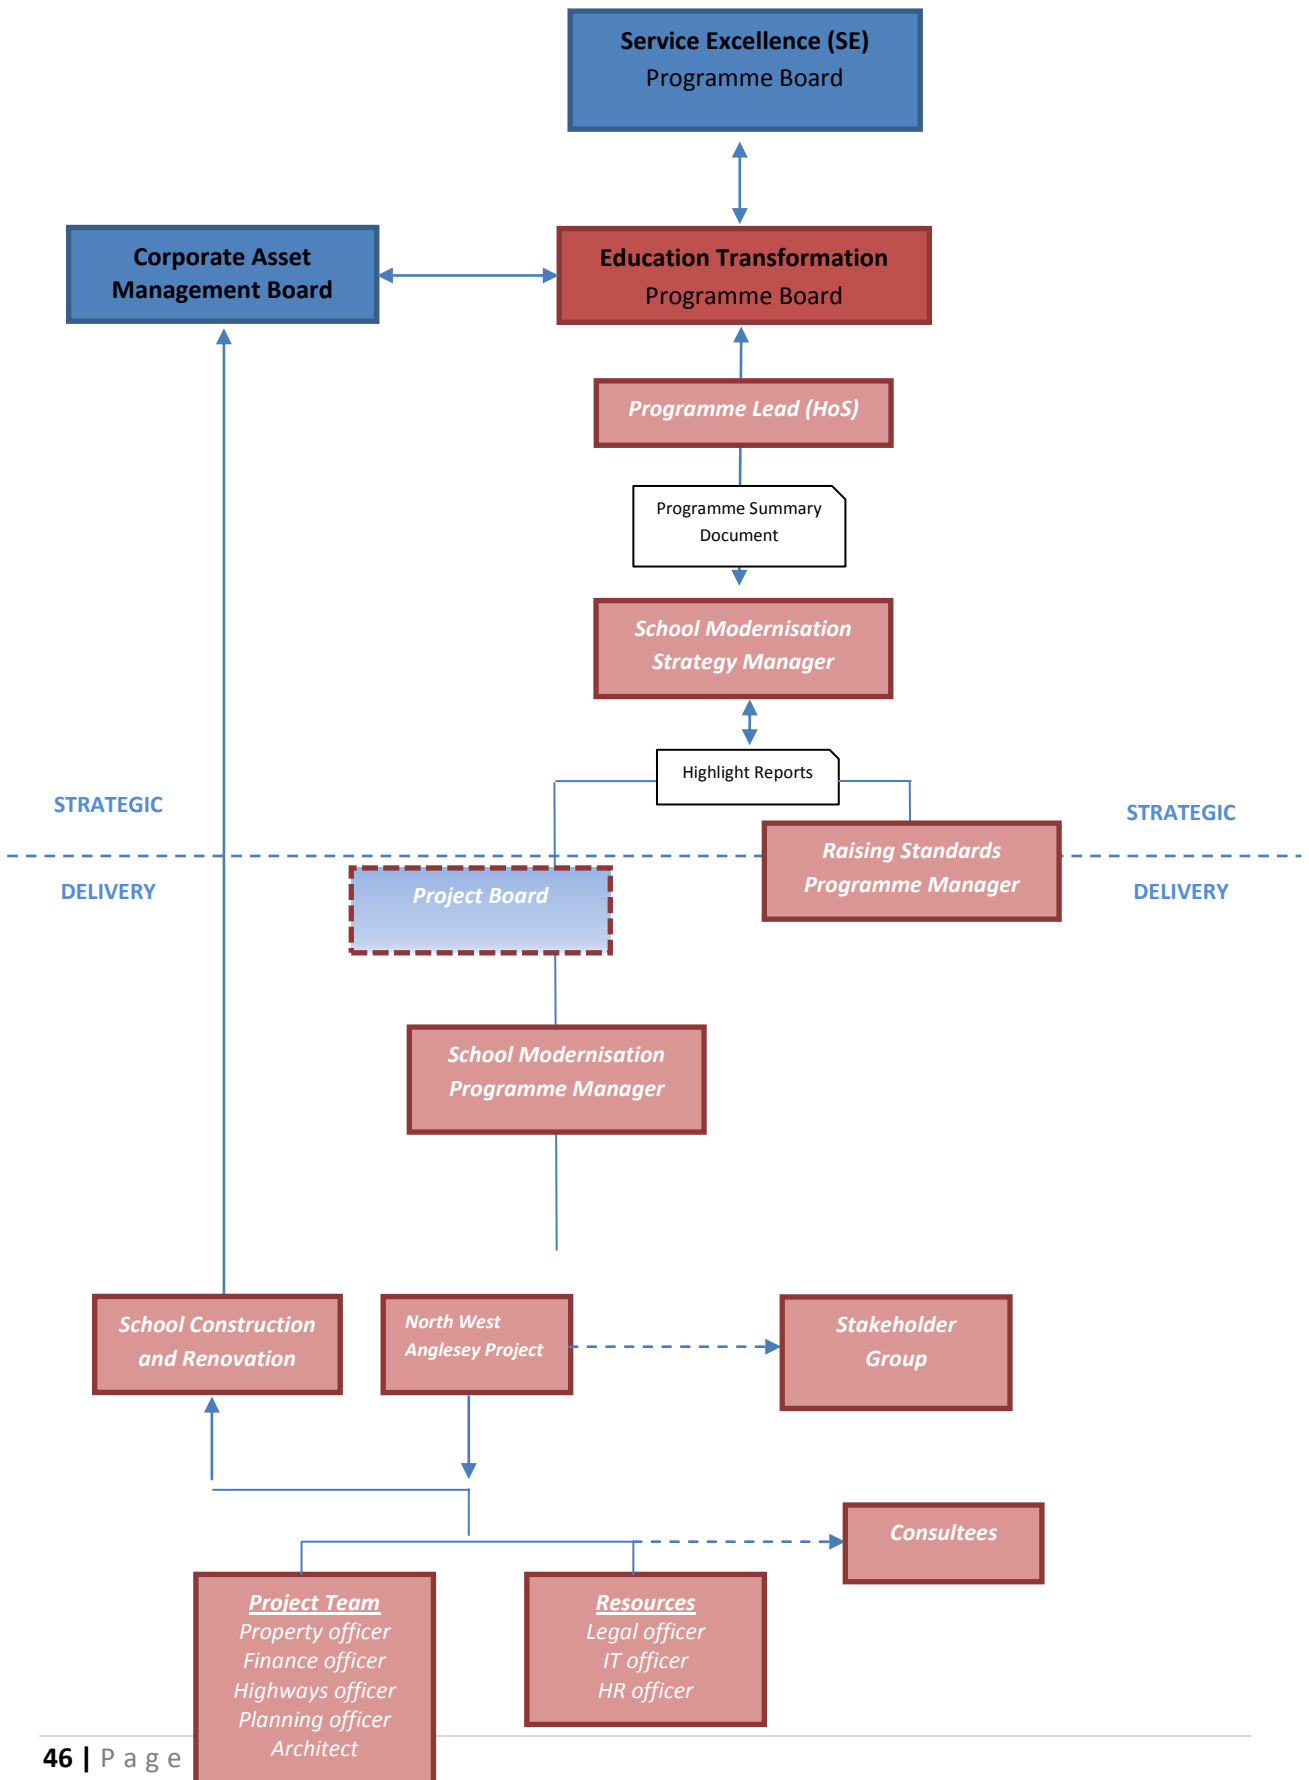 Service Excellence (SE)
Programme Board
Corporate Asset
Management Board
Education Transformation
Programme Board
Programme Lead (HoS)
Programme Summary
Document
School Modernisation
Strategy Manager
Highlight Reports
STRATEGIC
STRATEGIC
Raising Standards
Programme Manager
DELIVERY
DELIVERY
Project Board
School Modernisation
Programme Manager
School Construction
and Renovation
North West
Anglesey Project
Stakeholder
Group
Consultees
Project Team
Property officer
Finance officer
Highways officer
Planning officer
Architect
Resources
Legal officer
IT officer
HR officer
46 | P a g e